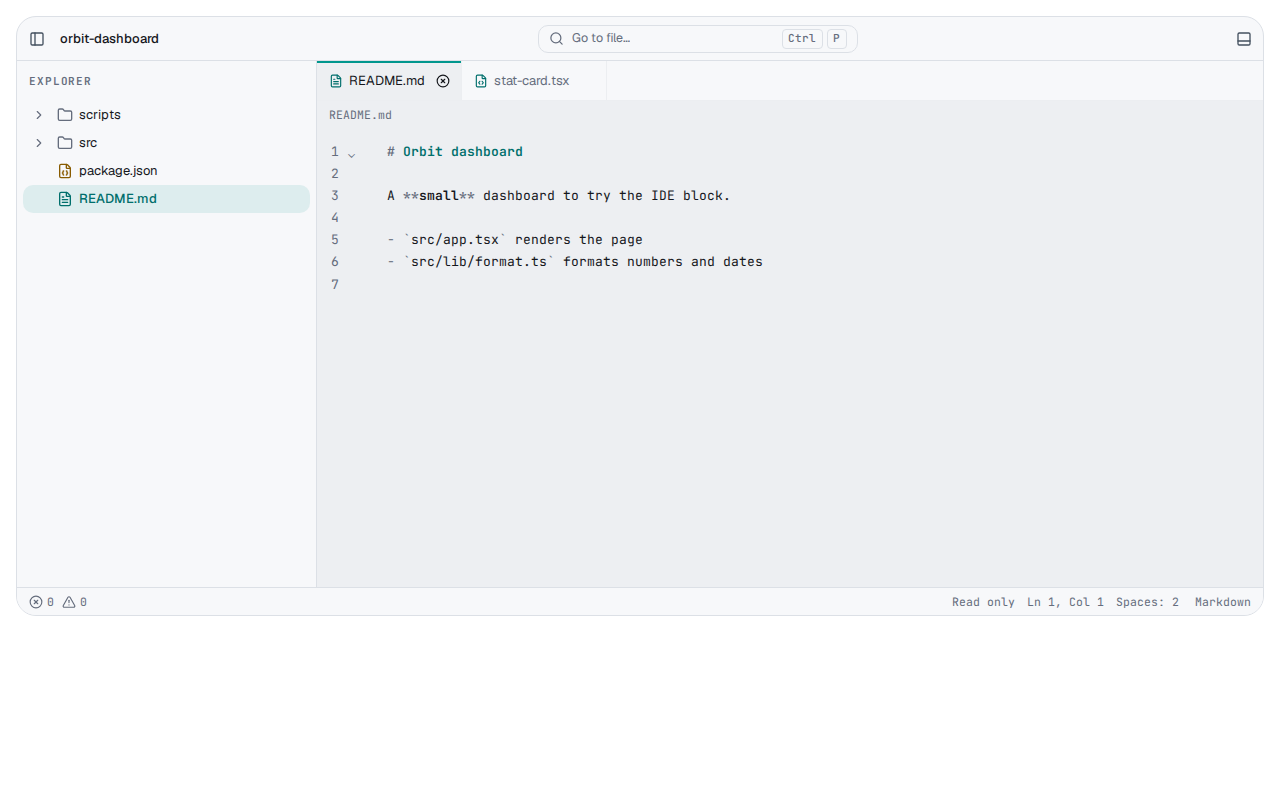 orbit-dashboard
Go to file…
Ctrl P
EXPLORER
scripts
src
package.json
README.md
README.md
stat-card.tsx
README.md
1 # Orbit dashboard
2
3 A **small** dashboard to try the IDE block.
4
5 - `src/app.tsx` renders the page
6 - `src/lib/format.ts` formats numbers and dates
7
0 0
Read only Ln 1, Col 1 Spaces: 2 Markdown